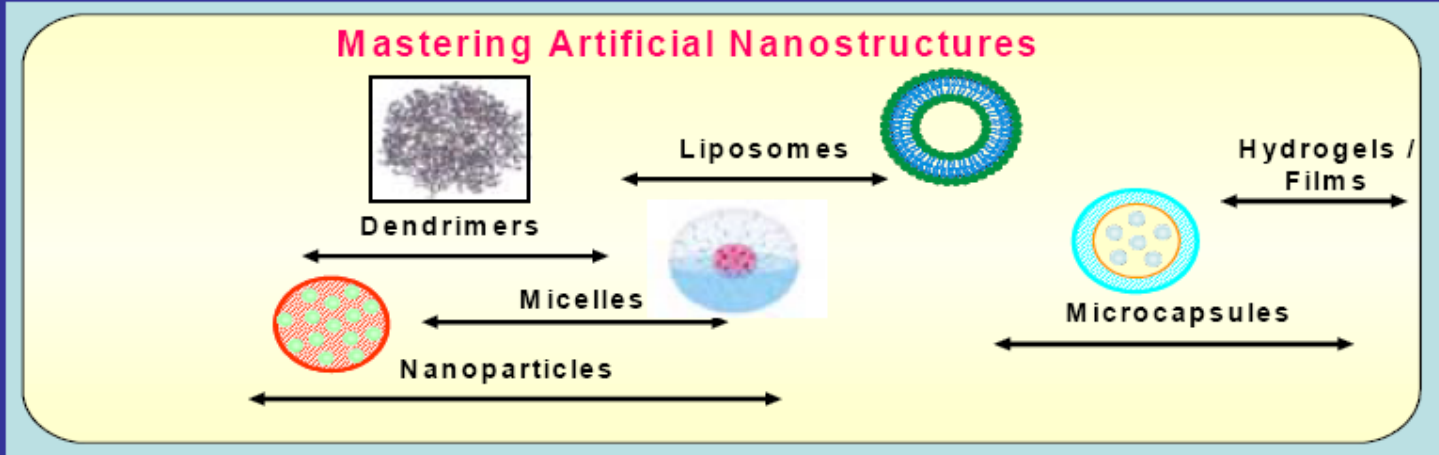 Mastering Artificial Nanostructures
Liposomes
Hydrogels /
Films
Dendrimers
Micelles
Microcapsules
Nanoparticles